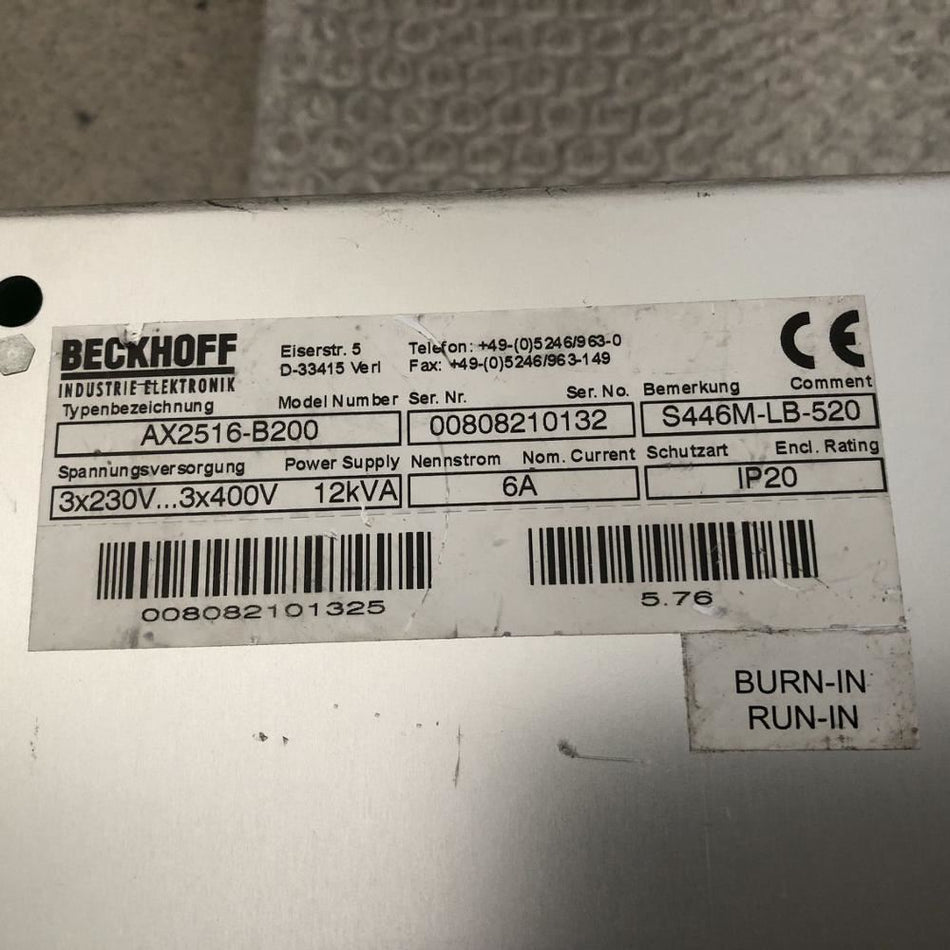 BECKHOFF
INDUSTRIE ELEKTRONIK
Eiserstr. 5
D-33415 Verl
Telefon: +49-(0)5246/963-0
Fax: +49-(0)5246/963-149
CE
Typenbezeichnung Model Number Ser. Nr. Ser. No. Bemerkung Comment
AX2516-B200 00808210132 S446M-LB-520
Spannungsversorgung Power Supply Nennstrom Nom. Current Schutzart Encl. Rating
3x230V...3x400V 12kVA 6A IP20
008082101325 5.76
BURN-IN
RUN-IN